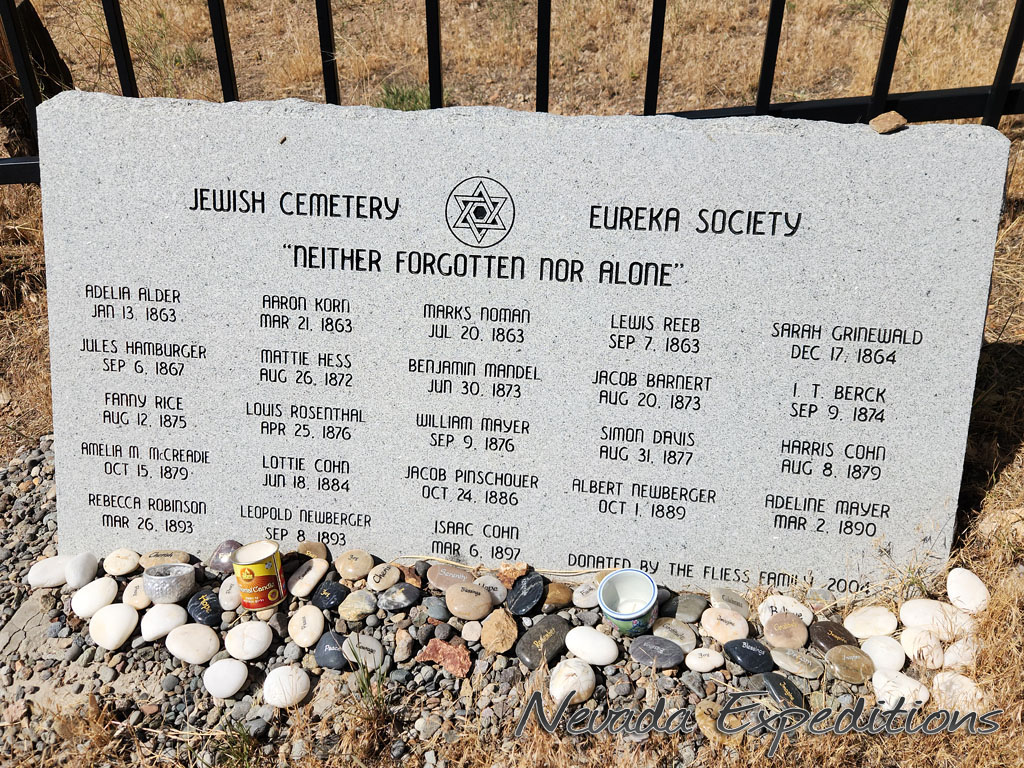 JEWISH CEMETERY EUREKA SOCIETY
"NEITHER FORGOTTEN NOR ALONE"
ADELIA ALDER
JAN 13, 1863
AARON KORN
MAR 21, 1863
MARKS NOMAN
JUL 20, 1863
LEWIS REEB
SEP 7, 1863
SARAH GRINEWALD
DEC 17, 1864
JULES HAMBURGER
SEP 6, 1867
MATTIE HESS
AUG 26, 1872
BENJAMIN MANDEL
JUN 30, 1873
JACOB BARNERT
AUG 20, 1873
I. T. BERCK
SEP 9, 1874
FANNY RICE
AUG 12, 1875
LOUIS ROSENTHAL
APR 25, 1876
WILLIAM MAYER
SEP 9, 1876
SIMON DAVIS
AUG 31, 1877
HARRIS COHN
AUG 8, 1879
AMELIA M. McCREADIE
OCT 15, 1879
LOTTIE COHN
JUN 18, 1884
JACOB PINSCHOUER
OCT 24, 1886
ALBERT NEWBERGER
OCT 1, 1889
ADELINE MAYER
MAR 2, 1890
REBECCA ROBINSON
MAR 26, 1893
LEOPOLD NEWBERGER
SEP 8, 1893
ISAAC COHN
MAR 6, 1897
DONATED BY THE FLIESS FAMILY, 2004
Blessings
Nevada Expeditions